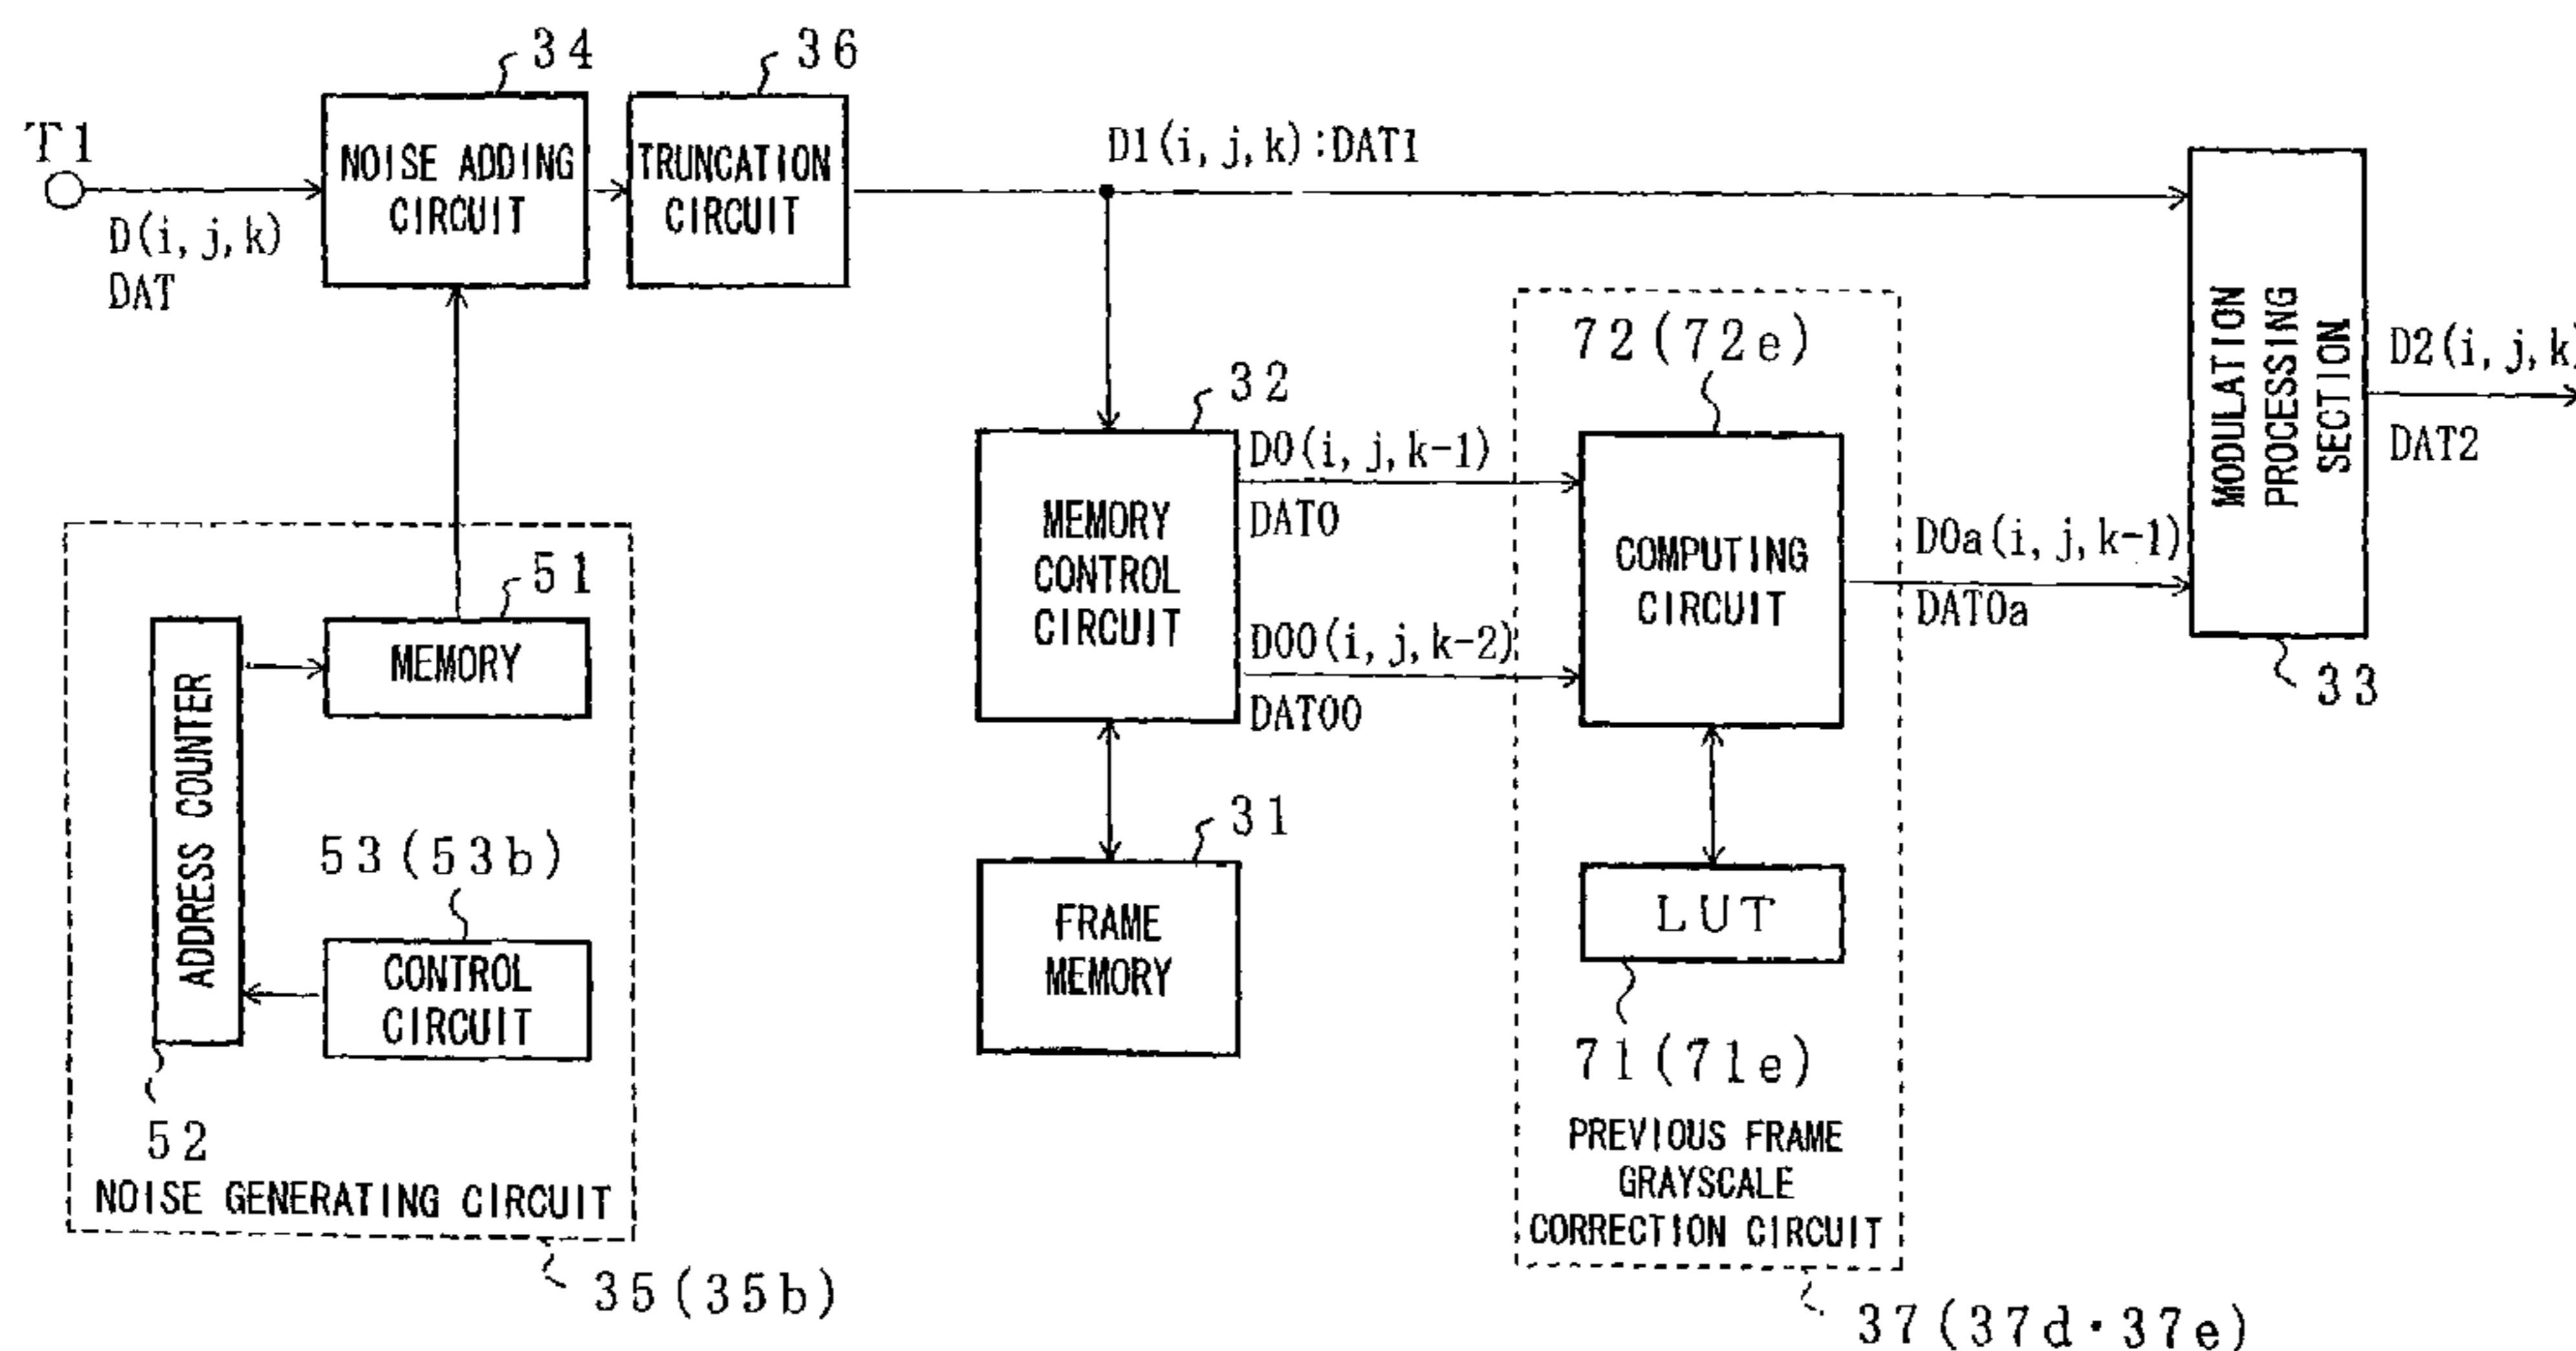 34
36
T1
NOISE ADDING
CIRCUIT
TRUNCATION
CIRCUIT
D1(i,j,k):DAT1
D(i,j,k)
DAT
MODULATION
PROCESSING
SECTION
D2(i,j,k)
DAT2
33
72(72e)
32
D0(i,j,k-1)
DAT0
MEMORY
CONTROL
CIRCUIT
D00(i,j,k-2)
DAT00
COMPUTING
CIRCUIT
D0a(i,j,k-1)
DAT0a
51
MEMORY
ADDRESS COUNTER
53(53b)
CONTROL
CIRCUIT
52
NOISE GENERATING CIRCUIT
35(35b)
31
FRAME
MEMORY
LUT
71(71e)
PREVIOUS FRAME
GRAYSCALE
CORRECTION CIRCUIT
37(37d·37e)